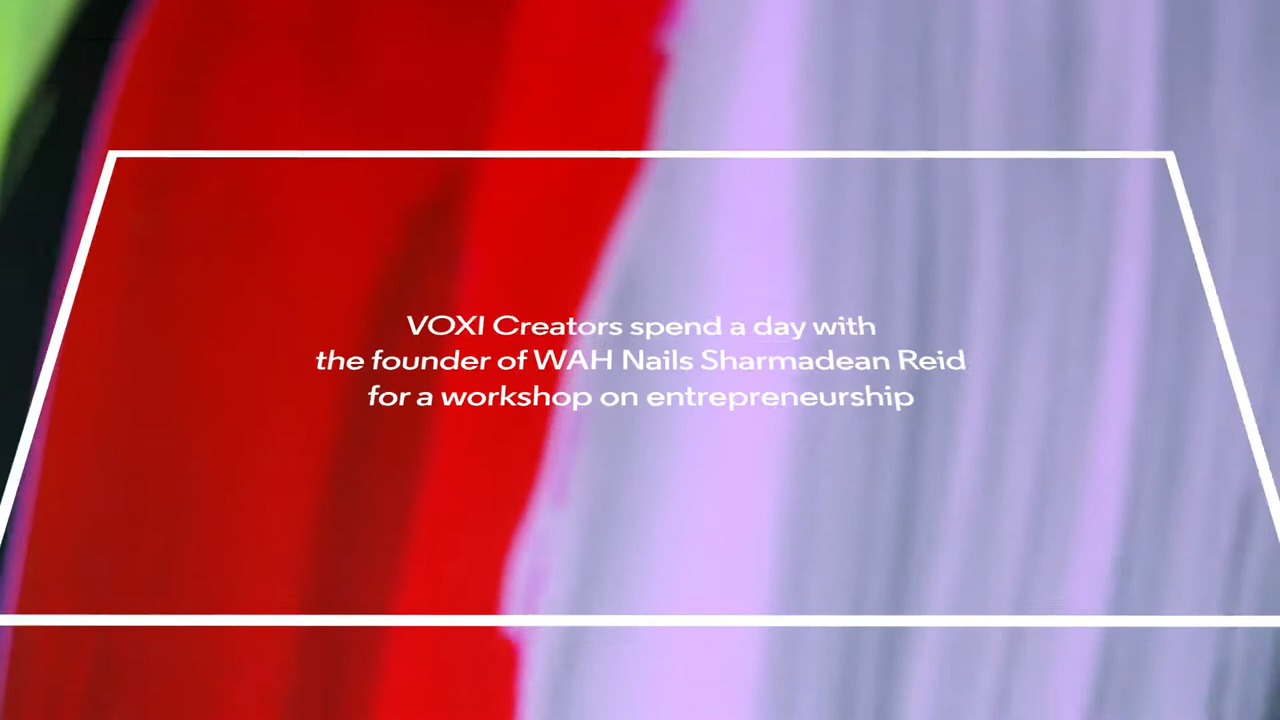 VOXI Creators spend a day with
the founder of WAH Nails Sharmadean Reid
for a workshop on entrepreneurship